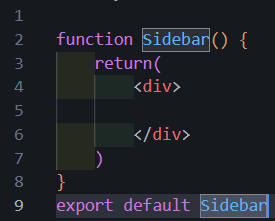 1
2 function Sidebar() {
3     return(
4         <div>
5
6         </div>
7     )
8 }
9 export default Sidebar